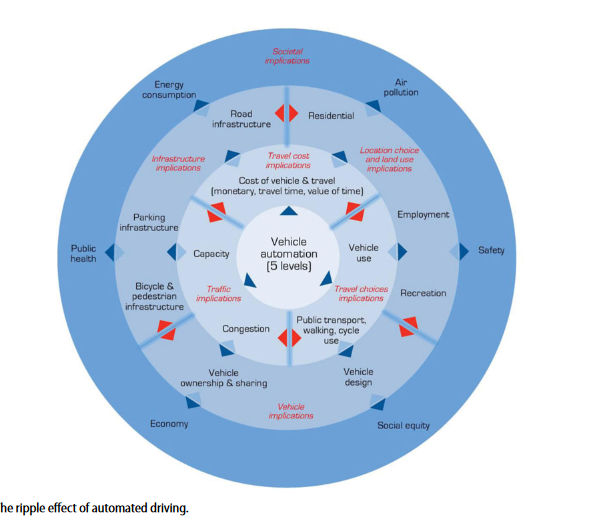 Societal
implications
Energy
consumption
Air
pollution
Road
infrastructure
Residential
Infrastructure
implications
Travel cost
implications
Location choice
and land use
implications
Cost of vehicle & travel
(monetary, travel time, value of time)
Parking
infrastructure
Employment
Public
health
Capacity
Vehicle
automation
(5 levels)
Vehicle
use
Safety
Bicycle &
pedestrian
infrastructure
Traffic
implications
Travel choices
implications
Recreation
Congestion
Public transport,
walking, cycle
use
Vehicle
ownership & sharing
Vehicle
design
Vehicle
implications
Economy
Social equity
he ripple effect of automated driving.